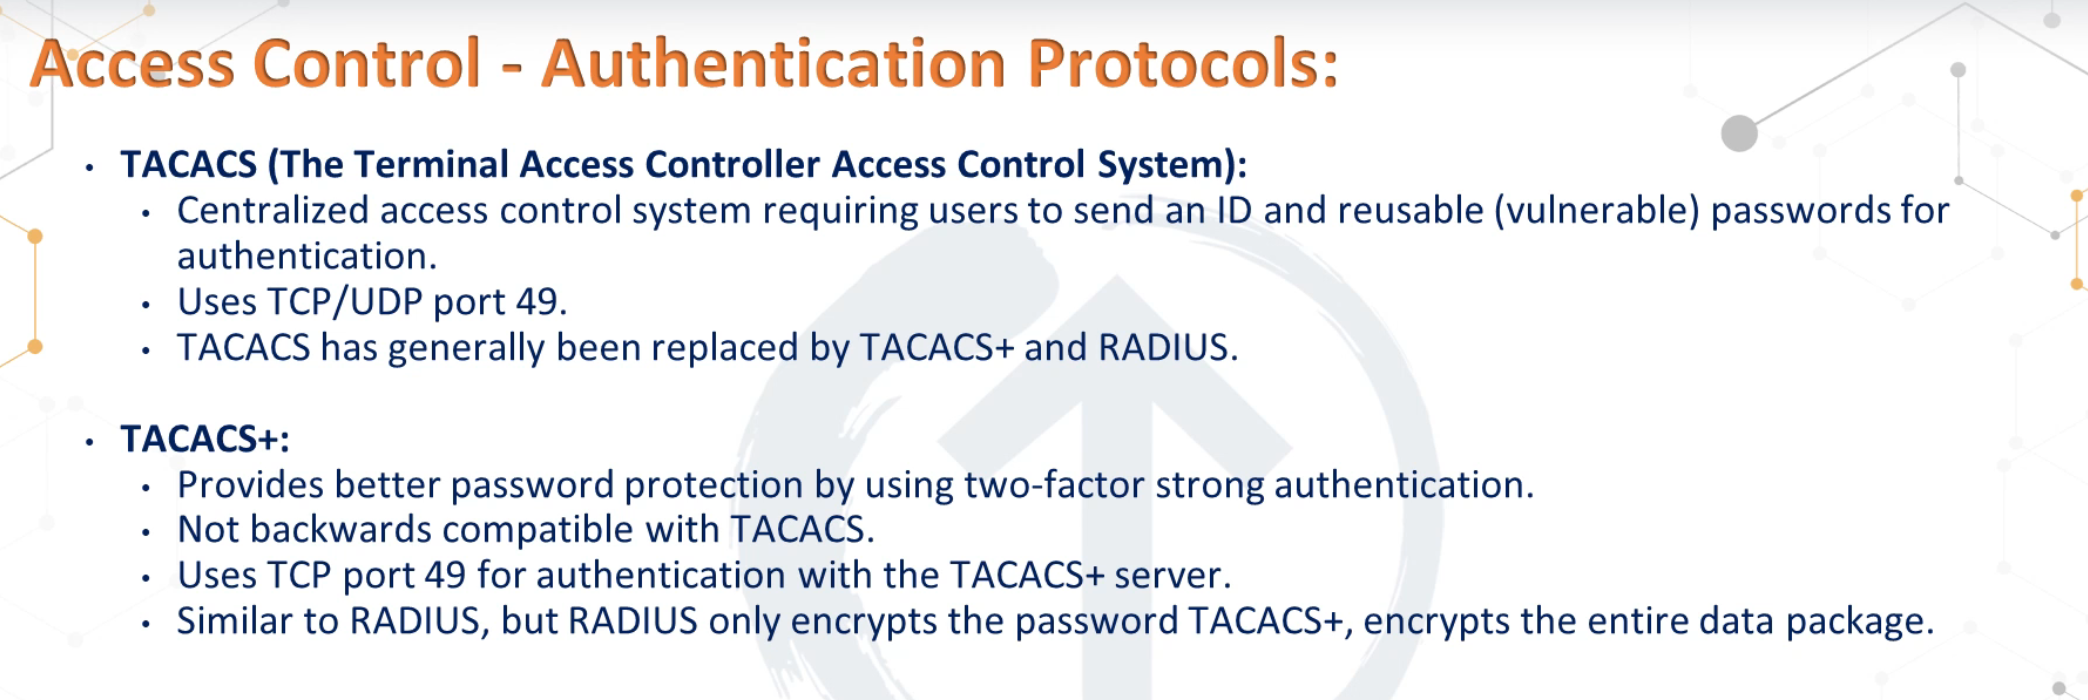 Access Control - Authentication Protocols:
• TACACS (The Terminal Access Controller Access Control System):
• Centralized access control system requiring users to send an ID and reusable (vulnerable) passwords for
authentication.
• Uses TCP/UDP port 49.
• TACACS has generally been replaced by TACACS+ and RADIUS.
• TACACS+:
• Provides better password protection by using two-factor strong authentication.
• Not backwards compatible with TACACS.
• Uses TCP port 49 for authentication with the TACACS+ server.
• Similar to RADIUS, but RADIUS only encrypts the password TACACS+, encrypts the entire data package.